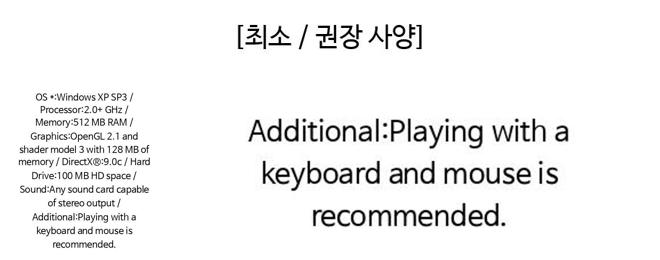 [최소 / 권장 사양]
OS *:Windows XP SP3 /
Processor:2.0+ GHz /
Memory:512 MB RAM /
Graphics:OpenGL 2.1 and
shader model 3 with 128 MB of
memory / DirectX®:9.0c / Hard
Drive:100 MB HD space /
Sound:Any sound card capable
of stereo output /
Additional:Playing with a
keyboard and mouse is
recommended.
Additional:Playing with a
keyboard and mouse is
recommended.